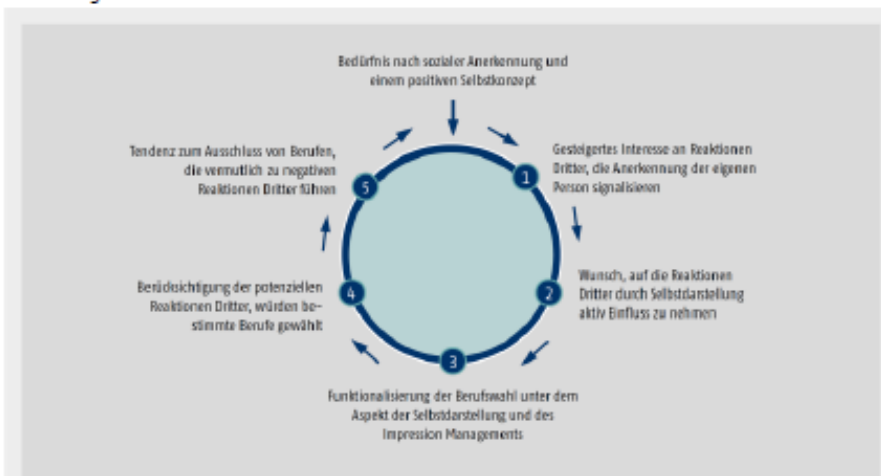 Bedürfnis nach sozialer Anerkennung und
einem positiven Selbstkonzept
1
Gesteigertes Interesse an Reaktionen
Dritter, die Anerkennung der eigenen
Person signalisieren
2
Wunsch, auf die Reaktionen
Dritter durch Selbstdarstellung
aktiv Einfluss zu nehmen
3
Funktionalisierung der Berufswahl unter dem
Aspekt der Selbstdarstellung und des
Impression Managements
4
Berücksichtigung der potenziellen
Reaktionen Dritter, würden be-
stimmte Berufe gewählt
5
Tendenz zum Ausschluss von Berufen,
die vermutlich zu negativen
Reaktionen Dritter führen